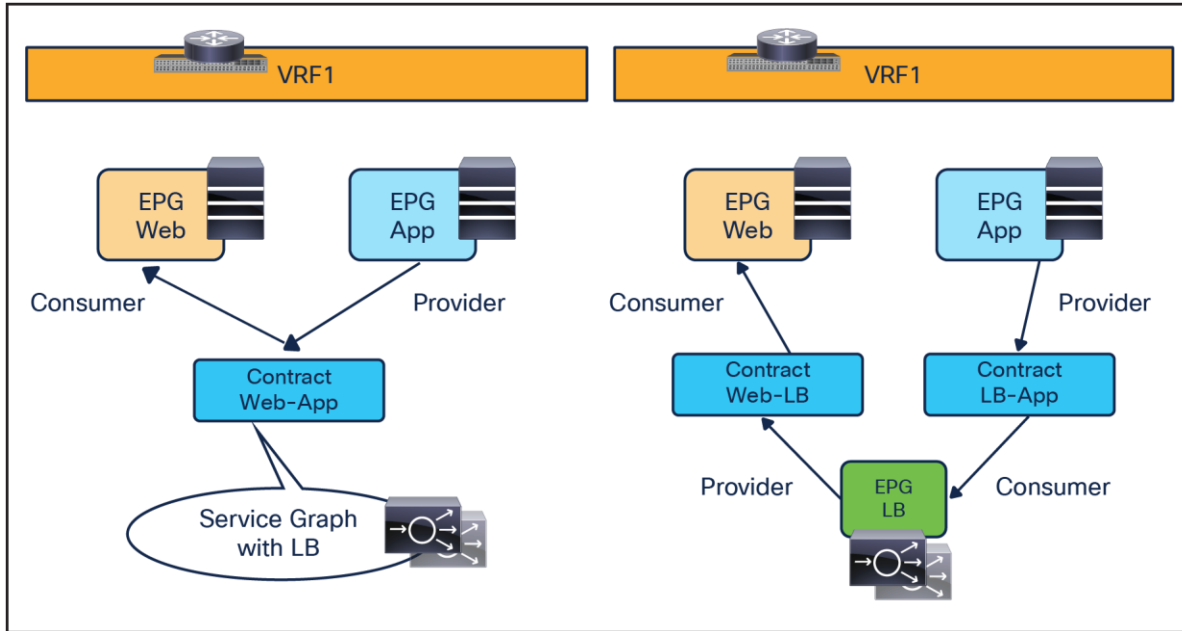 VRF1
EPG
Web
EPG
App
Consumer
Provider
Contract
Web-App
Service Graph
with LB
VRF1
EPG
Web
EPG
App
Consumer
Provider
Contract
Web-LB
Contract
LB-App
Provider
EPG
LB
Consumer